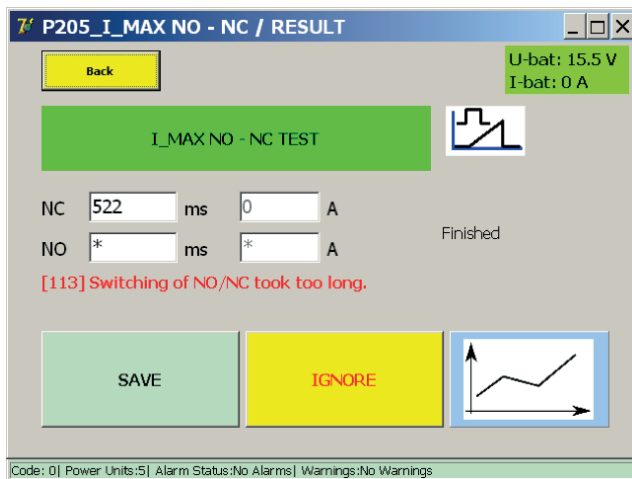 P205_I_MAX NO - NC / RESULT
Back
U-bat: 15.5 V
I-bat: 0 A
I_MAX NO - NC TEST
NC 522 ms 0 A
NO * ms * A
Finished
[113] Switching of NO/NC took too long.
SAVE
IGNORE
Code: 0| Power Units:5| Alarm Status:No Alarms| Warnings:No Warnings